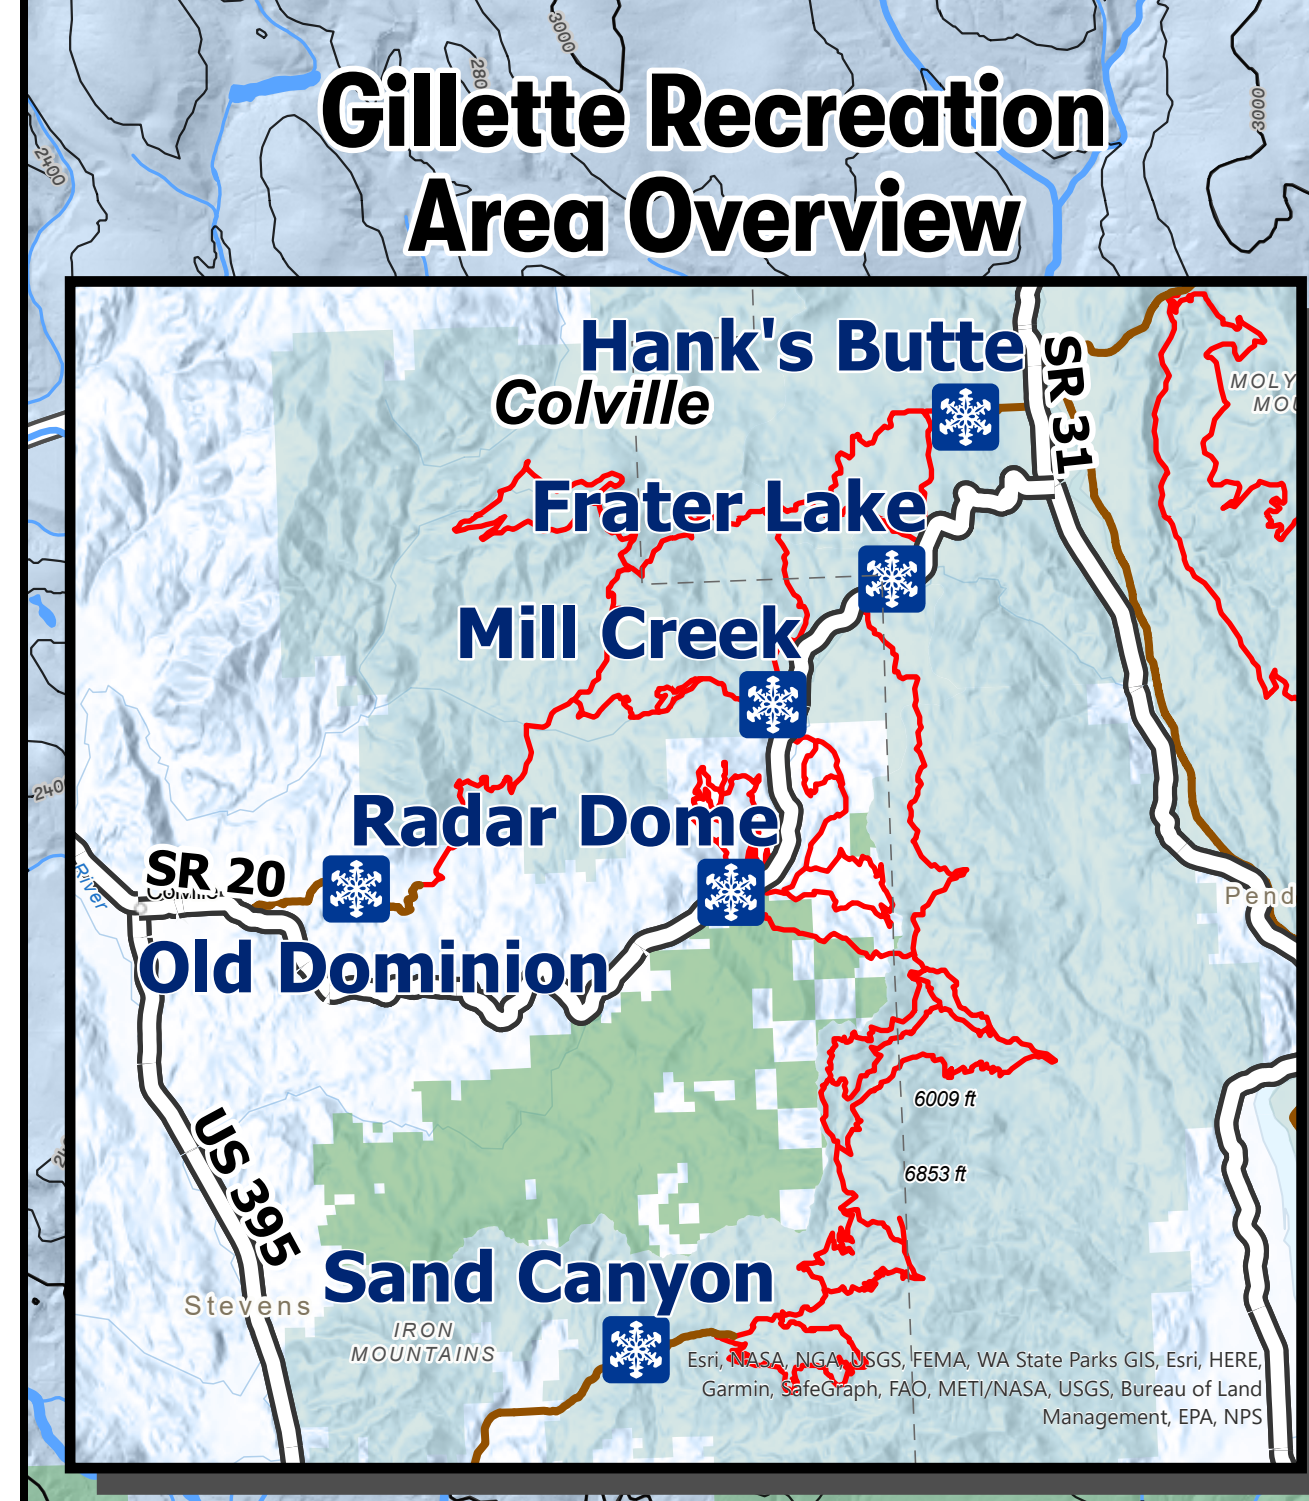 3000
280
Gillette Recreation
3000
2400
Area Overview
Hank's Butte
SR 31
Colville
MOLY
MOU
Frater Lake
Mill Creek
240
Radar Dome
SR 20
River
Pend
Old Dominion
6009 ft
US 395
6853 ft
Sand Canyon
Stevens
IRON
MOUNTAINS
Esri, NASA, NGA, USGS, FEMA, WA State Parks GIS, Esri, HERE,
Garmin, SafeGraph, FAO, METI/NASA, USGS, Bureau of Land
Management, EPA, NPS